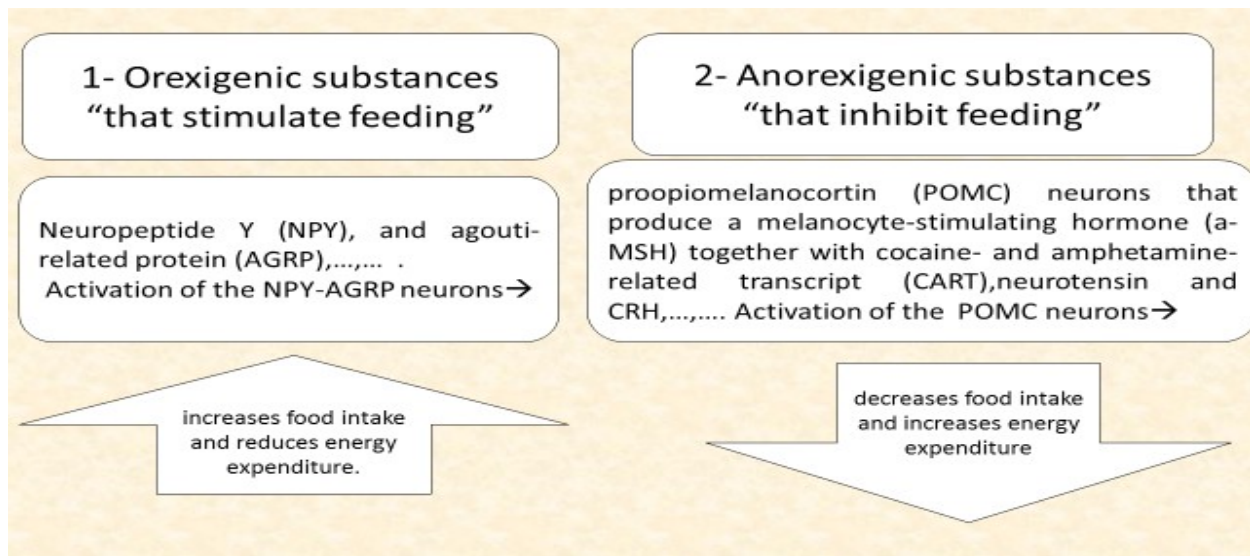 1- Orexigenic substances
“that stimulate feeding”
Neuropeptide Y (NPY), and agouti-
related protein (AGRP),...,... .
Activation of the NPY-AGRP neurons→
increases food intake
and reduces energy
expenditure.
2- Anorexigenic substances
“that inhibit feeding”
proopiomelanocortin (POMC) neurons that
produce a melanocyte-stimulating hormone (a-
MSH) together with cocaine- and amphetamine-
related transcript (CART),neurotensin and
CRH,...,.... Activation of the POMC neurons→
decreases food intake
and increases energy
expenditure